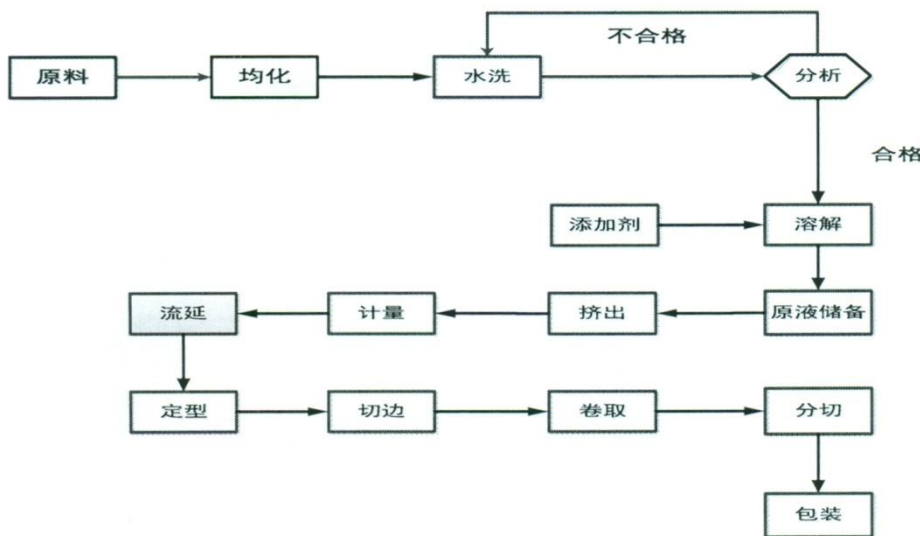 不合格
原料
均化
水洗
分析
合格
添加剂
溶解
流延
计量
挤出
原液储备
定型
切边
卷取
分切
包装